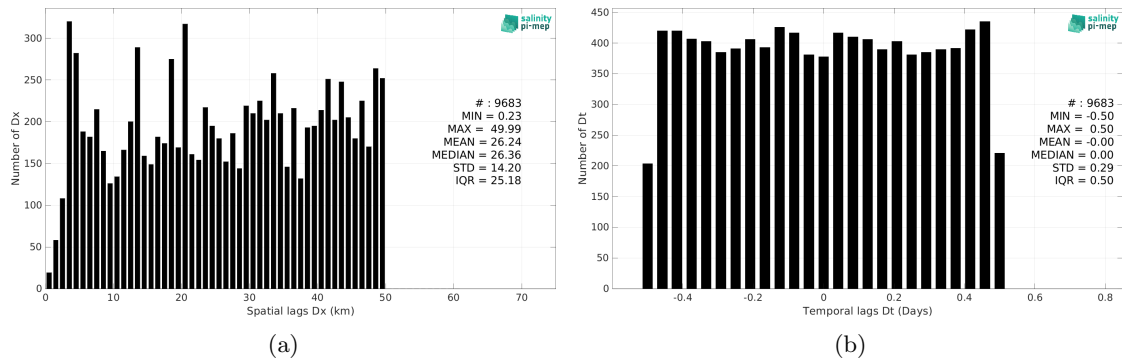 salinity
pi-mep
300
250
200
150
100
50
0
Number of Dx
# : 9683
MIN = 0.23
MAX = 49.99
MEAN = 26.24
MEDIAN = 26.36
STD = 14.20
IQR = 25.18
0 10 20 30 40 50 60 70
Spatial lags Dx (km)
(a)
salinity
pi-mep
450
400
350
300
250
200
150
100
50
0
Number of Dt
# : 9683
MIN = -0.50
MAX = 0.50
MEAN = -0.00
MEDIAN = 0.00
STD = 0.29
IQR = 0.50
-0.4 -0.2 0 0.2 0.4 0.6 0.8
Temporal lags Dt (Days)
(b)